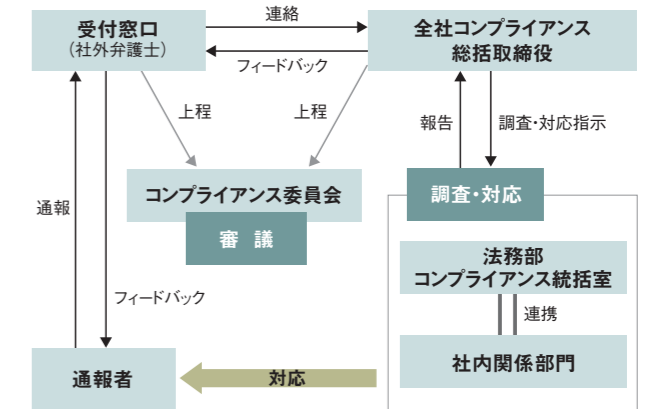 受付窓口
（社外弁護士）
連絡
フィードバック
全社コンプライアンス
総括取締役
上程
上程
報告
調査・対応指示
コンプライアンス委員会
審　議
調査・対応
通報
フィードバック
法務部
コンプライアンス統括室
連携
社内関係部門
通報者
対応